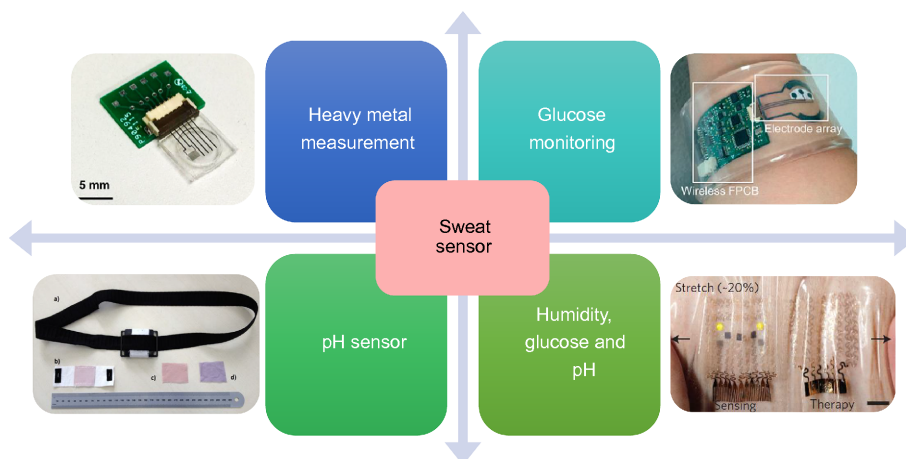 Heavy metal
measurement
Glucose
monitoring
5 mm
Electrode array
Wireless FPCB
Sweat
sensor
pH sensor
Humidity,
glucose and
pH
a)
b)
c)
d)
Stretch (~20%)
Sensing
Therapy